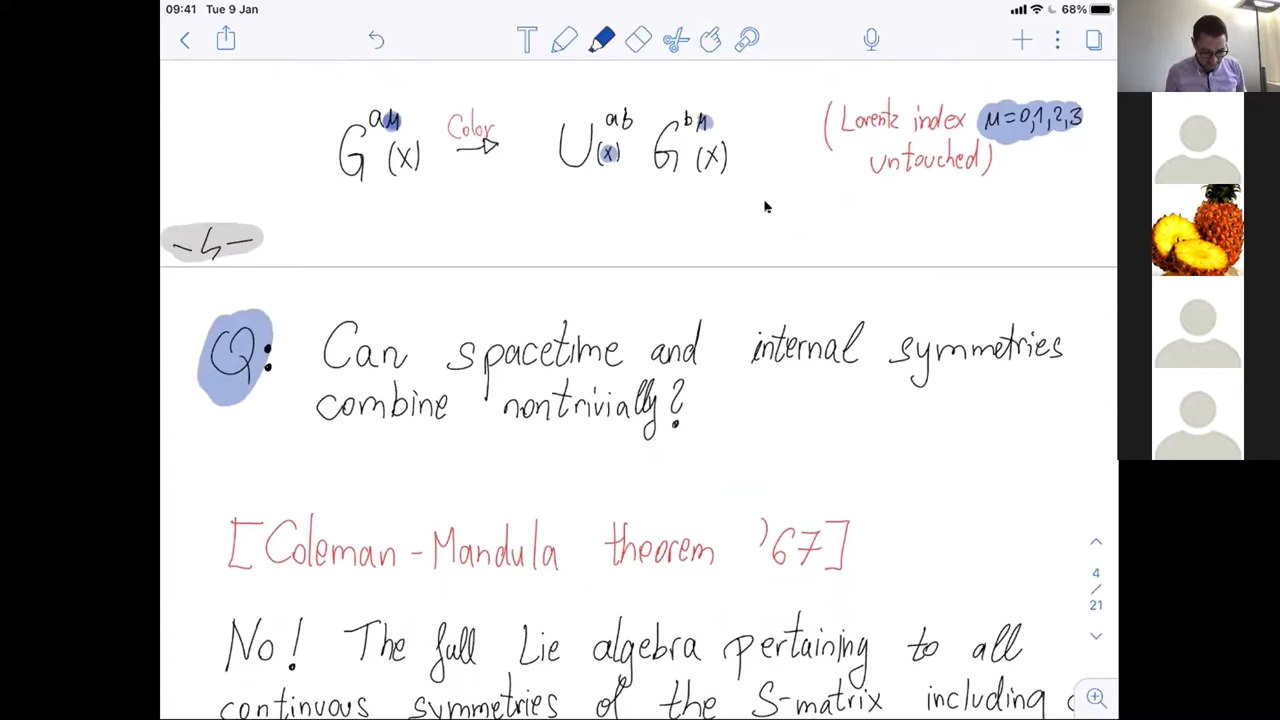 09:41 Tue 9 Jan 68%
G^{aμ}(x) Color → U^{ab}(x) G^{bμ}(x) (Lorentz index μ=0,1,2,3
untouched)
-4-
Q: Can spacetime and internal symmetries
combine nontrivially?
[Coleman-Mandula theorem '67]
No! The full Lie algebra pertaining to all
continuous symmetries of the S-matrix including
4
/
21